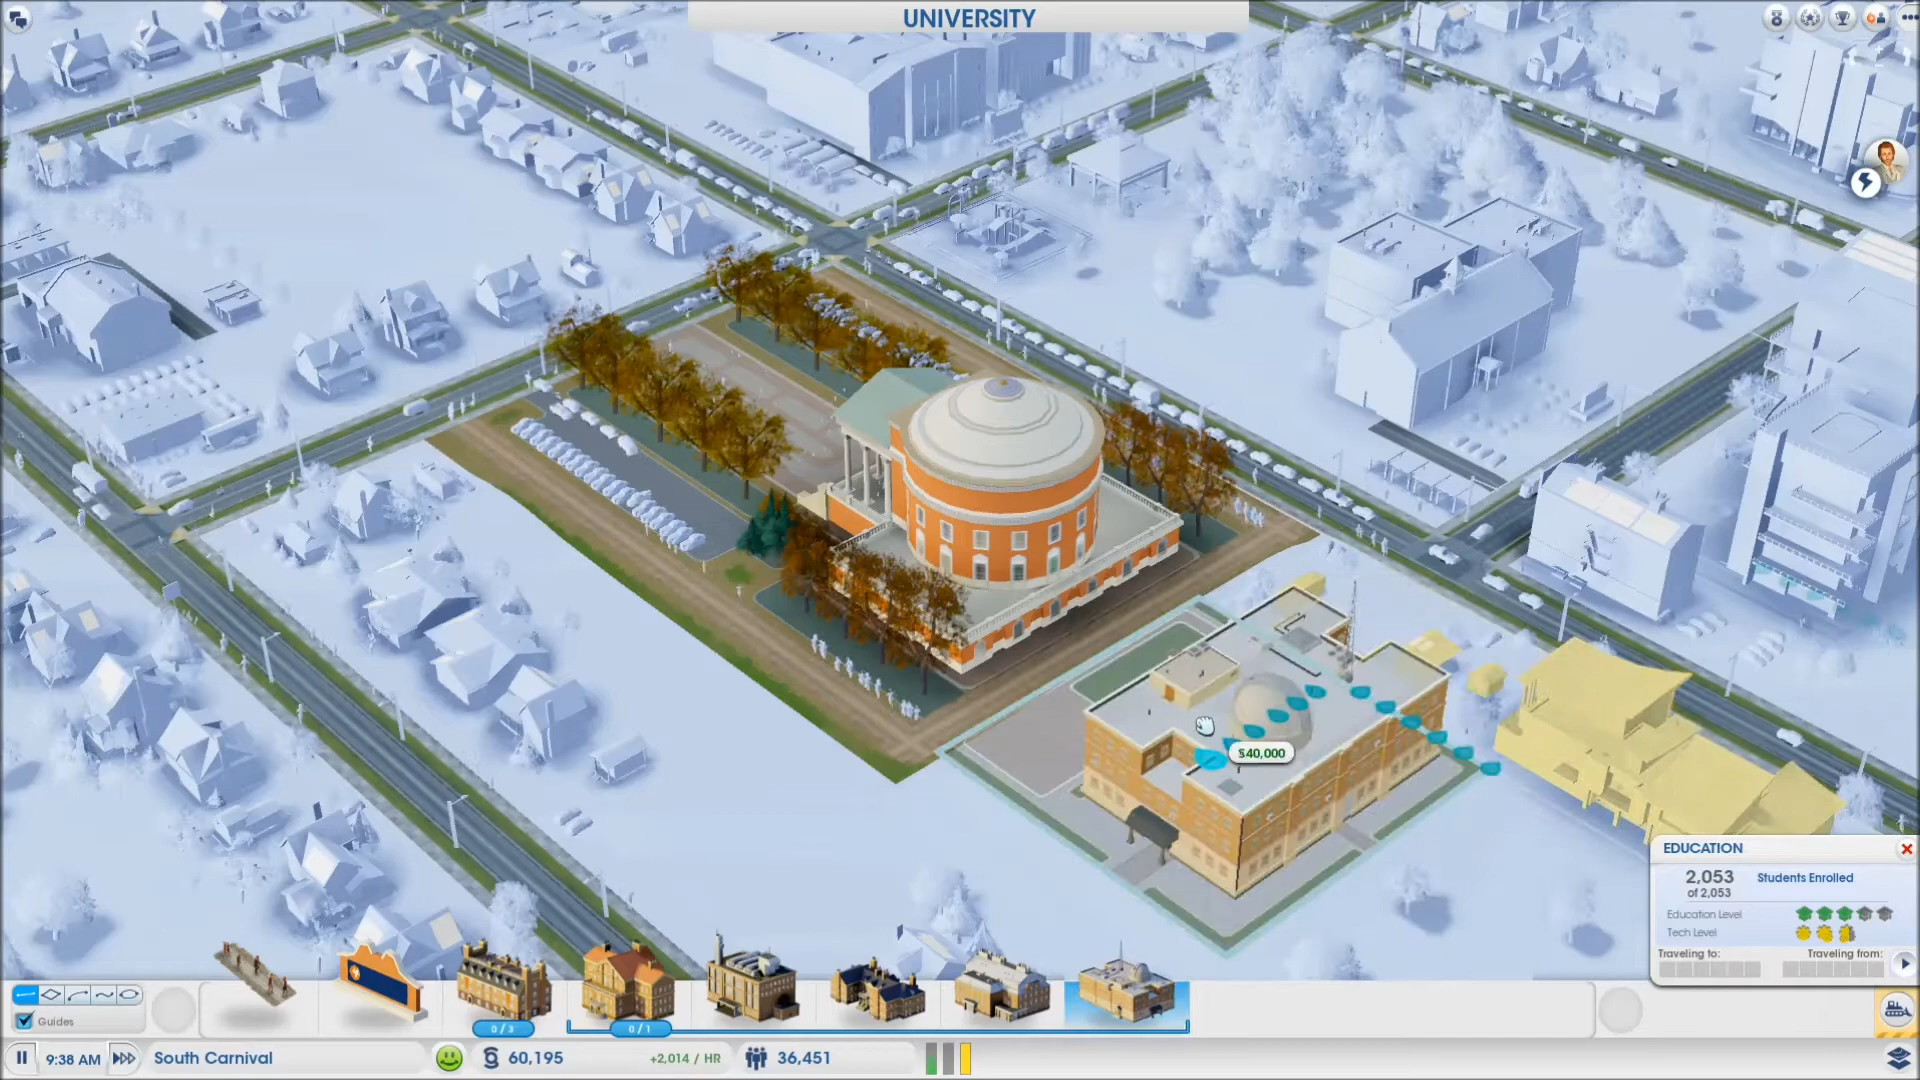 UNIVERSITY
§40,000
EDUCATION
2,053
of 2,053
Students Enrolled
Education Level
Tech Level
Traveling to:
Traveling from:
Guides
0 / 3
0 / 1
9:38 AM
South Carnival
60,195
+2,014 / HR
36,451